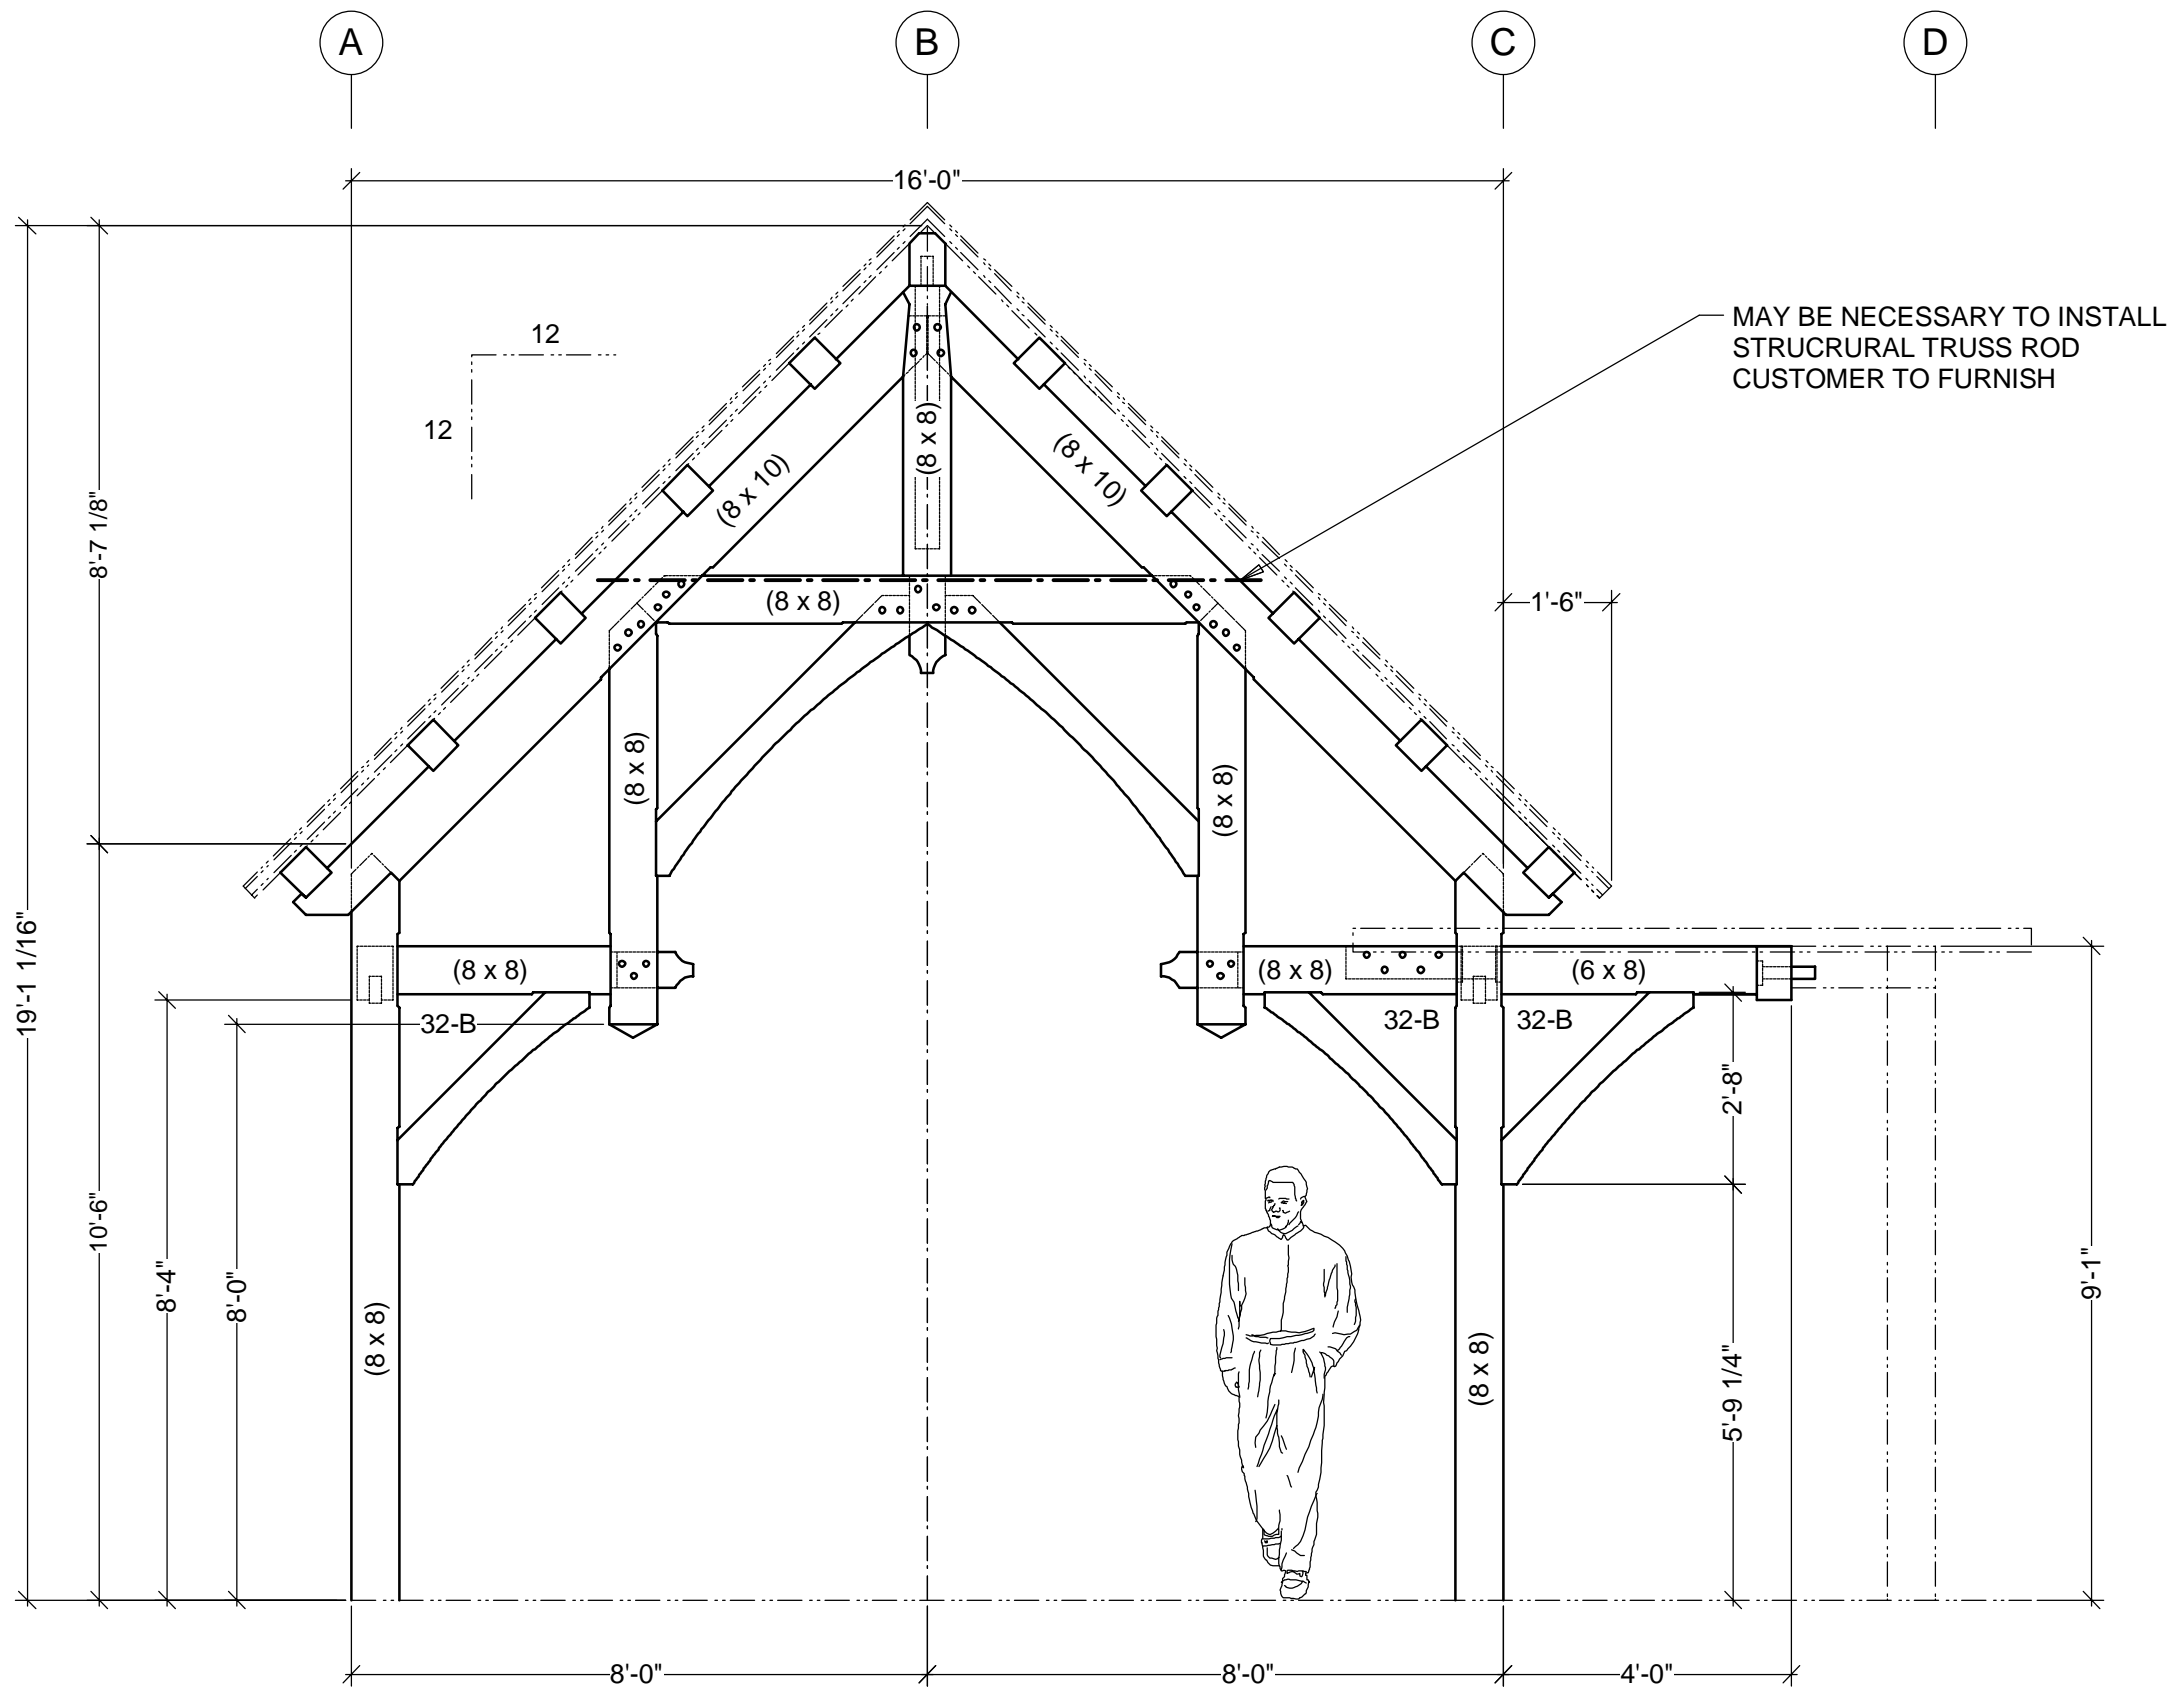 A
B
C
D
16'-0"
MAY BE NECESSARY TO INSTALL
STRUCRURAL TRUSS ROD
CUSTOMER TO FURNISH
12
12
(8 x 8)
(8 x 10)
(8 x 10)
8'-7 1/8"
(8 x 8)
1'-6"
(8 x 8)
(8 x 8)
19'-1 1/16"
(8 x 8)
(8 x 8)
(6 x 8)
32-B
32-B
32-B
2'-8"
10'-6"
8'-4"
8'-0"
9'-1"
(8 x 8)
(8 x 8)
5'-9 1/4"
8'-0"
8'-0"
4'-0"